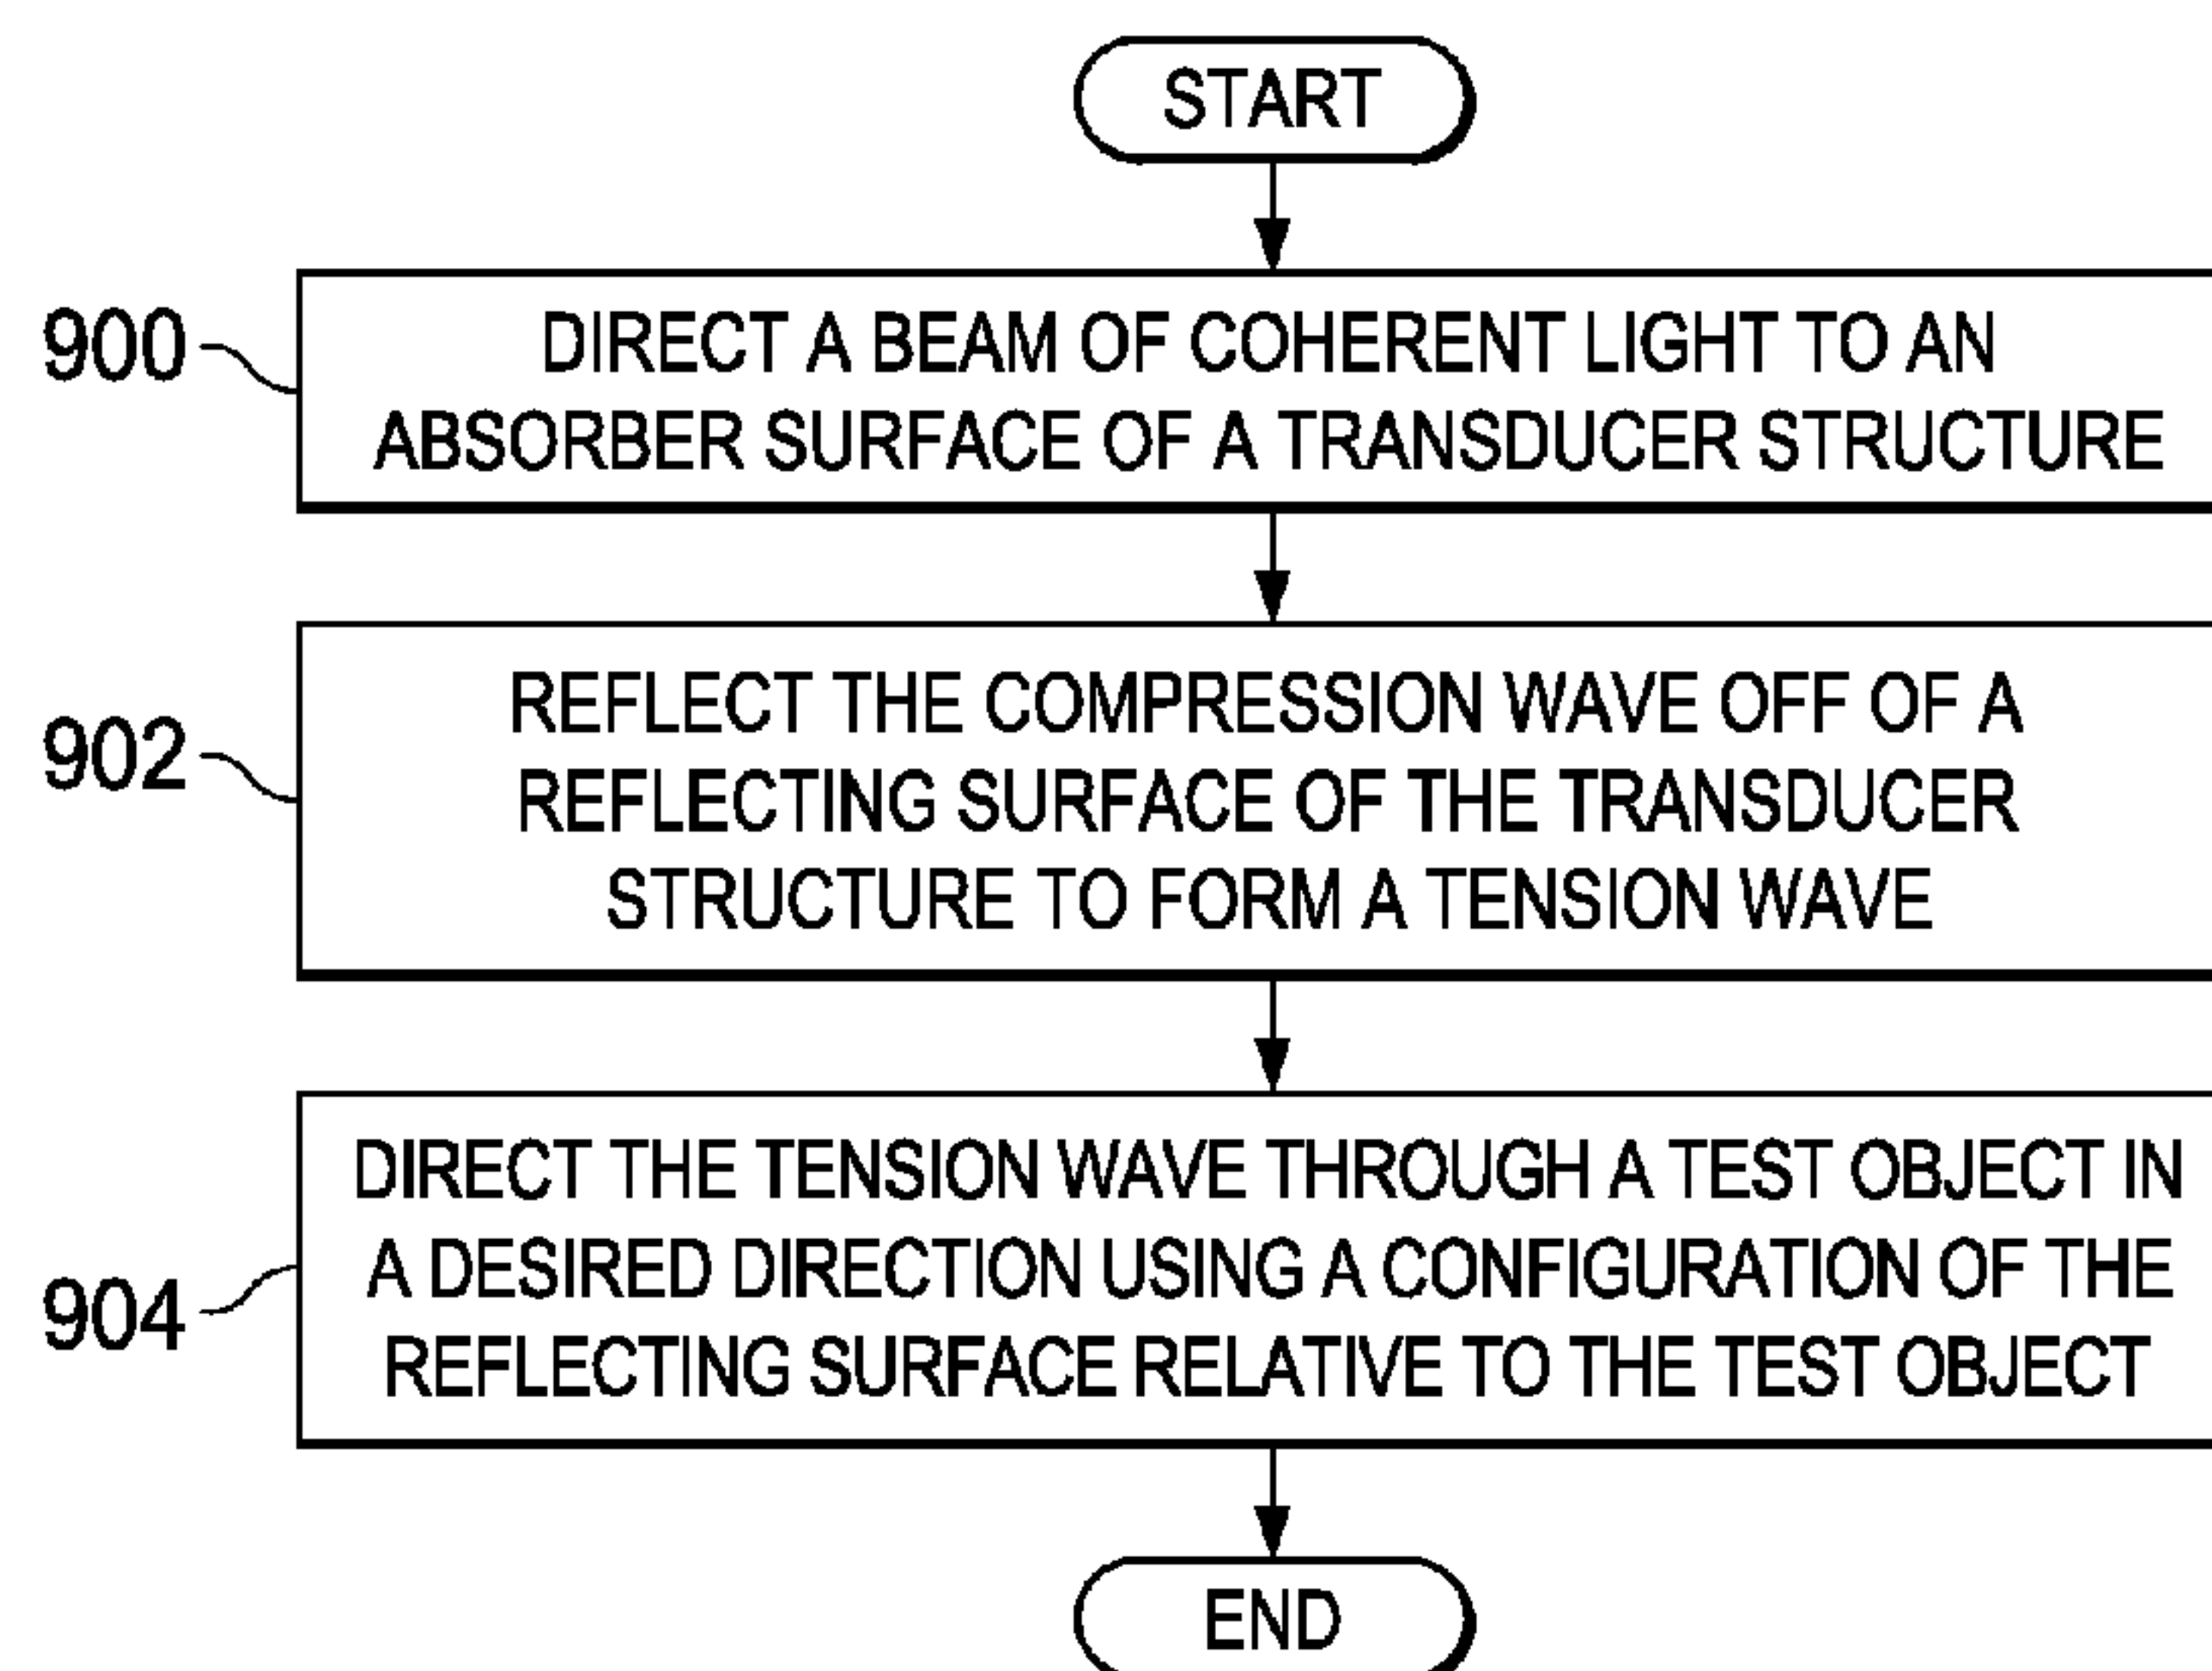 START
900
DIRECT A BEAM OF COHERENT LIGHT TO AN
ABSORBER SURFACE OF A TRANSDUCER STRUCTURE
902
REFLECT THE COMPRESSION WAVE OFF OF A
REFLECTING SURFACE OF THE TRANSDUCER
STRUCTURE TO FORM A TENSION WAVE
904
DIRECT THE TENSION WAVE THROUGH A TEST OBJECT IN
A DESIRED DIRECTION USING A CONFIGURATION OF THE
REFLECTING SURFACE RELATIVE TO THE TEST OBJECT
END